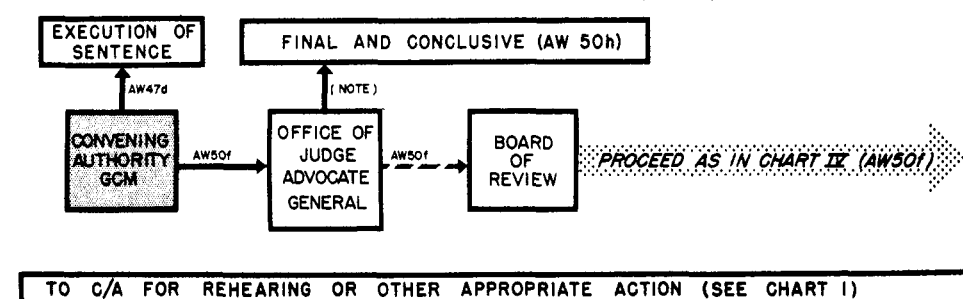 EXECUTION OF
SENTENCE
FINAL AND CONCLUSIVE (AW 50h)
AW47d
(NOTE)
CONVENING
AUTHORITY
GCM
AW50f
OFFICE OF
JUDGE
ADVOCATE
GENERAL
AW50f
BOARD
OF
REVIEW
PROCEED AS IN CHART IV (AW50f)
TO C/A FOR REHEARING OR OTHER APPROPRIATE ACTION (SEE CHART I)